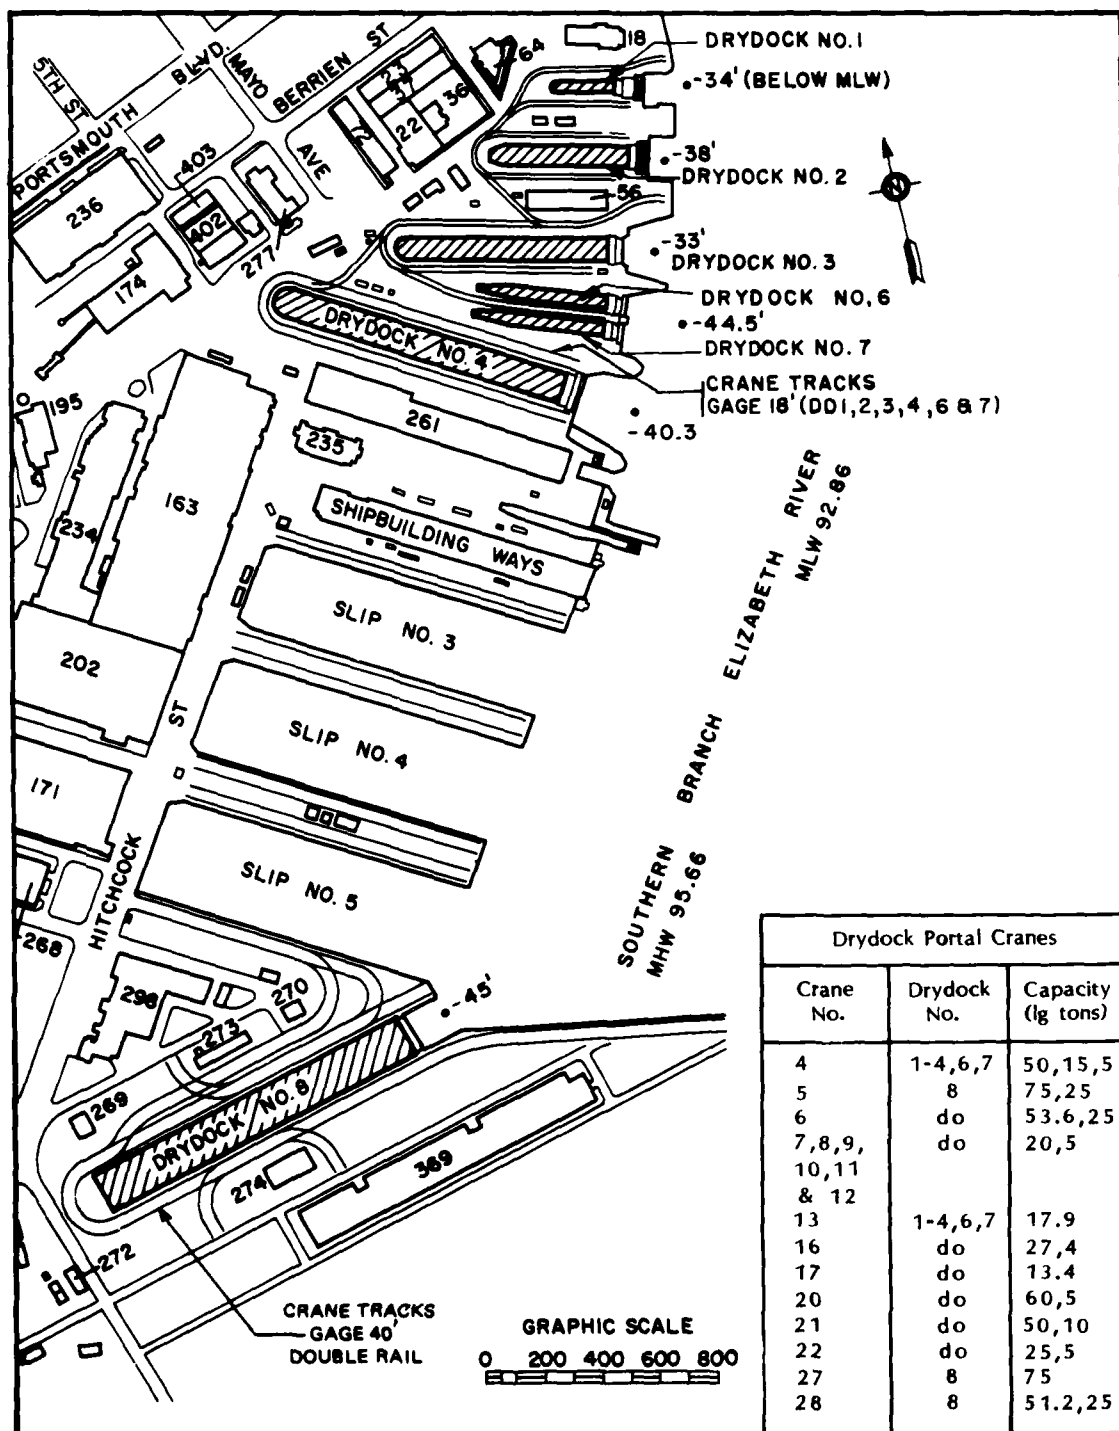 5TH ST
PORTSMOUTH BLVD.
MAYO AVE
BERRIEN ST
64
18
DRYDOCK NO.1
•-34' (BELOW MLW)
36
22
403
236
402
277
174
•-38'
DRYDOCK NO. 2
56
N
•-33'
DRYDOCK NO. 3
DRYDOCK NO. 6
•-44.5'
DRYDOCK NO. 7
DRYDOCK NO. 4
CRANE TRACKS
GAGE 18' (DD1,2,3,4,6 & 7)
•-40.3
195
261
235
163
234
SHIPBUILDING WAYS
SLIP NO. 3
202
SLIP NO. 4
171
HITCHCOCK ST
SLIP NO. 5
SOUTHERN BRANCH ELIZABETH RIVER
MHW 95.66 MLW 92.86
268
298
270
273
•-45'
269
DRYDOCK NO. 8
274
369
272
CRANE TRACKS
GAGE 40'
DOUBLE RAIL
GRAPHIC SCALE
0 200 400 600 800
Drydock Portal Cranes
Crane No. Drydock No. Capacity (lg tons)
4 1-4,6,7 50,15,5
5 8 75,25
6 do 53.6,25
7,8,9, do 20,5
10,11
& 12
13 1-4,6,7 17.9
16 do 27,4
17 do 13.4
20 do 60,5
21 do 50,10
22 do 25,5
27 8 75
28 8 51.2,25